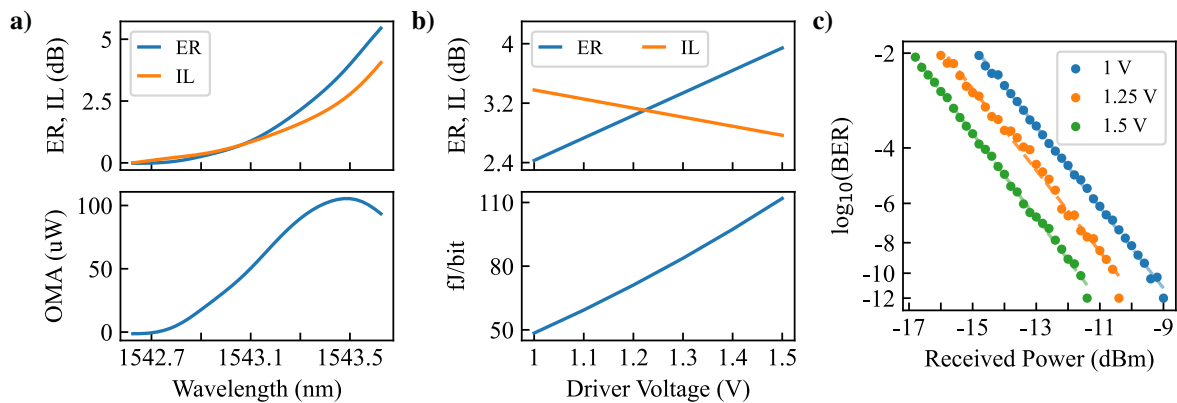 a)
ER, IL (dB)
5
2.5
0
ER
IL
OMA (uW)
100
50
0
1542.7
1543.1
1543.5
Wavelength (nm)
b)
ER, IL (dB)
4
3.2
2.4
ER
IL
fJ/bit
110
80
50
1
1.1
1.2
1.3
1.4
1.5
Driver Voltage (V)
c)
log₁₀(BER)
-2
-4
-6
-8
-10
-12
1 V
1.25 V
1.5 V
-17
-15
-13
-11
-9
Received Power (dBm)